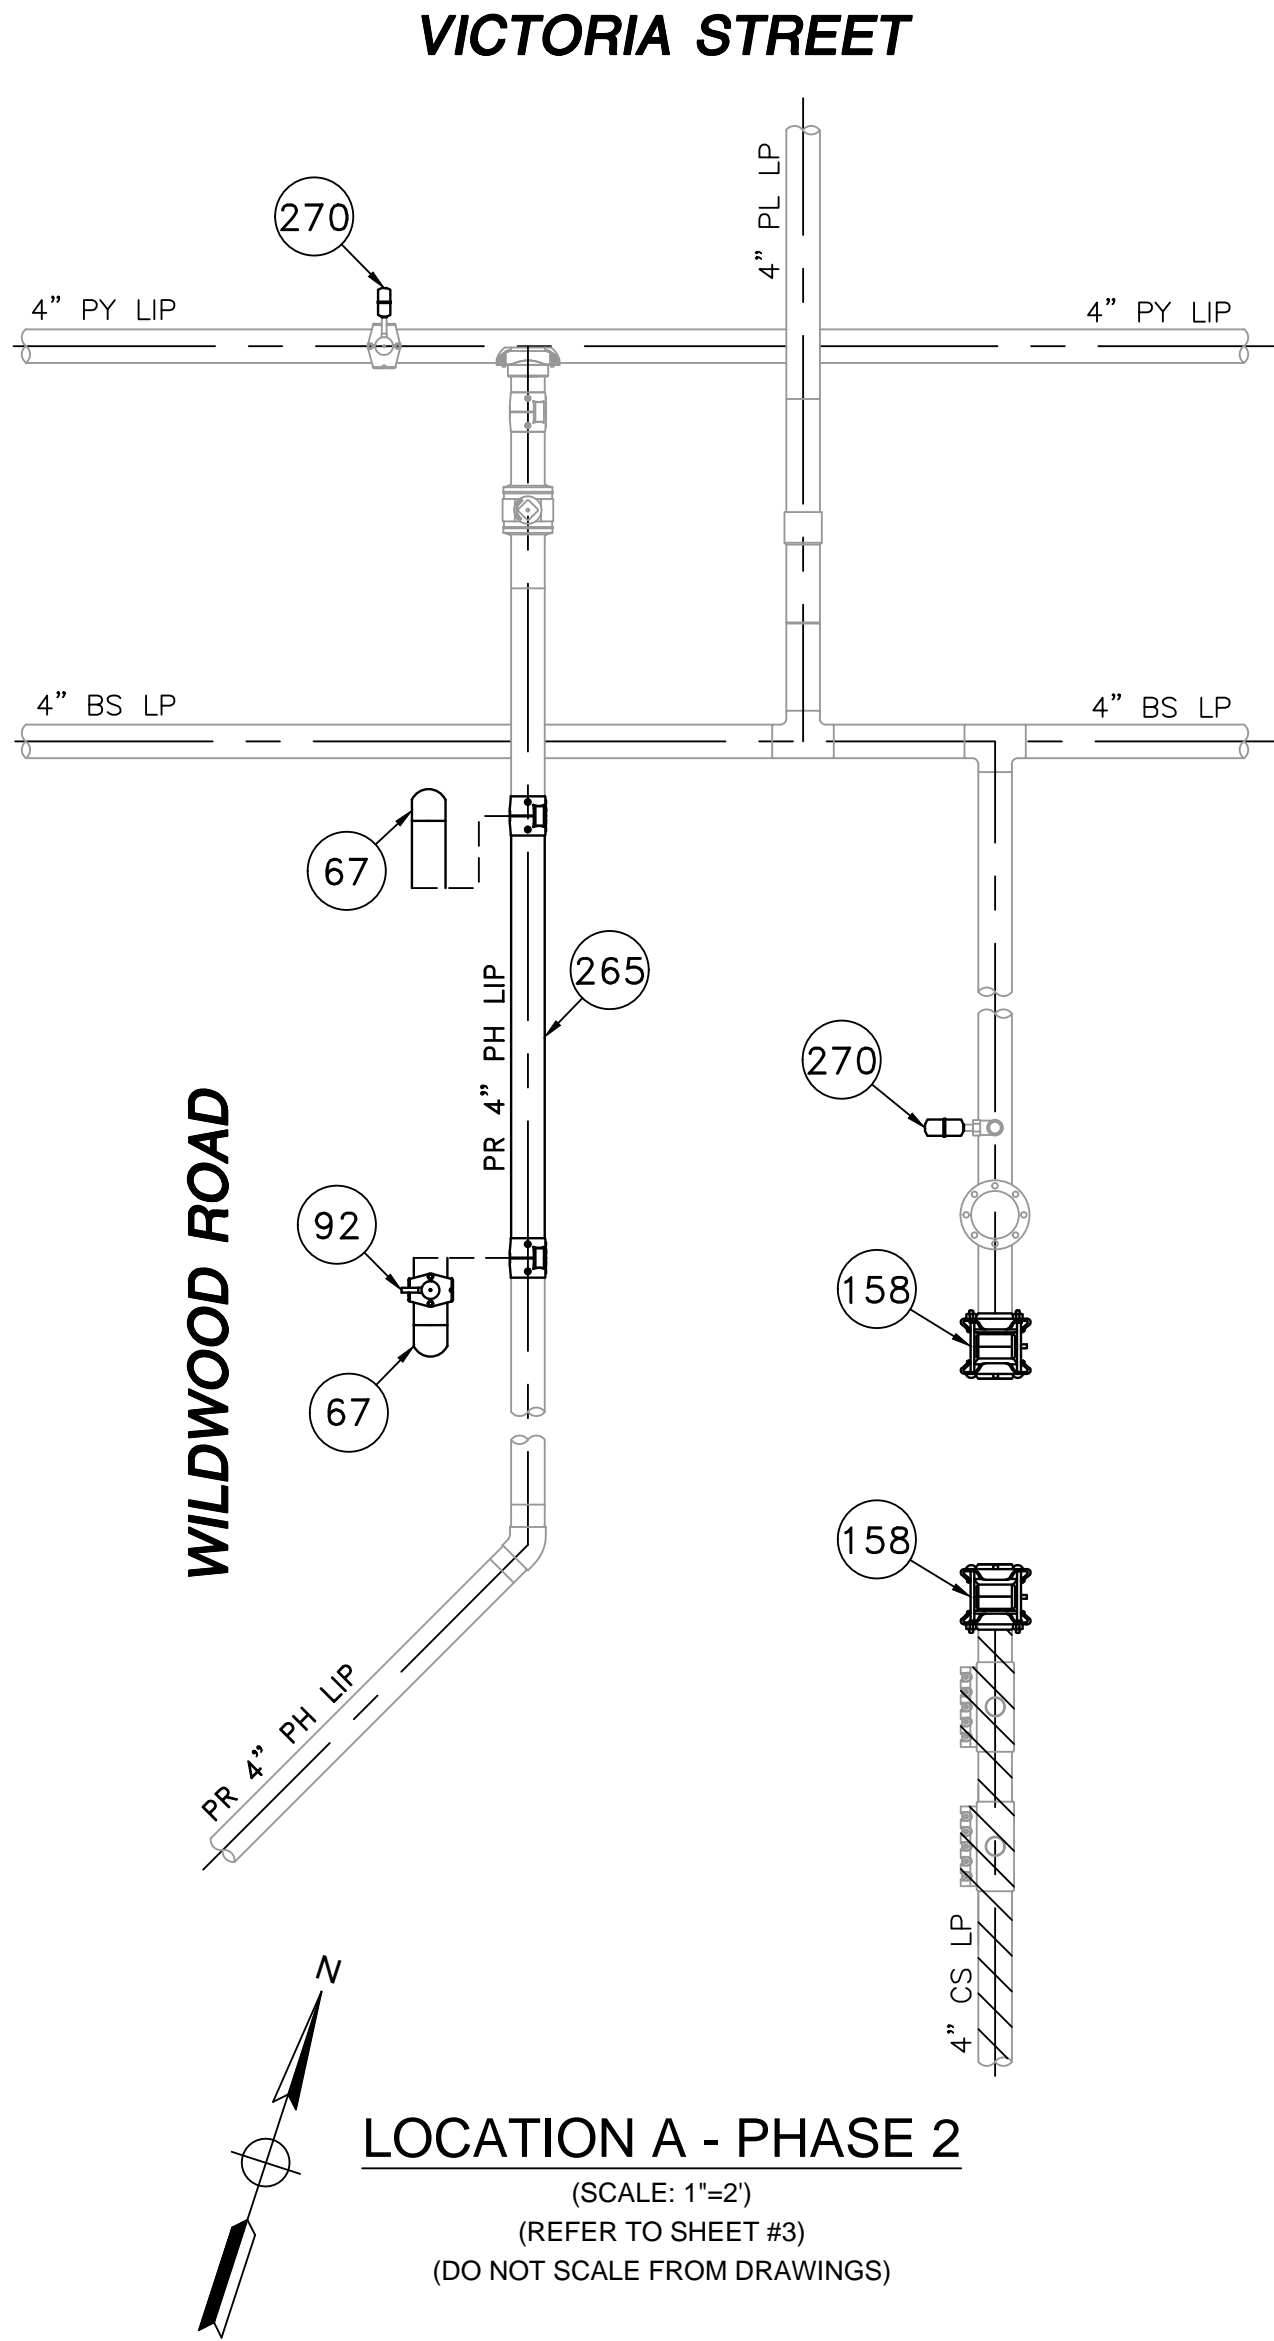 VICTORIA STREET
4" PL LP
270
4" PY LIP
4" PY LIP
4" BS LP
4" BS LP
67
265
PR 4" PH LIP
270
WILDWOOD ROAD
92
158
67
158
PR 4" PH LIP
4" CS LP
N
LOCATION A - PHASE 2
(SCALE: 1"=2')
(REFER TO SHEET #3)
(DO NOT SCALE FROM DRAWINGS)